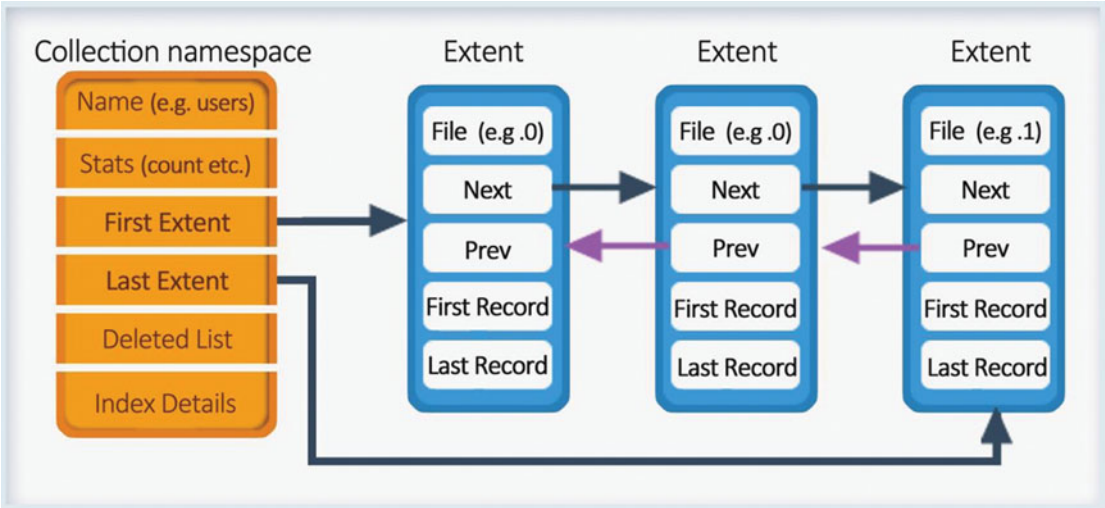 Collection namespace
Name (e.g. users)
Stats (count etc.)
First Extent
Last Extent
Deleted List
Index Details
Extent
File (e.g .0)
Next
Prev
First Record
Last Record
Extent
File (e.g .0)
Next
Prev
First Record
Last Record
Extent
File (e.g .1)
Next
Prev
First Record
Last Record